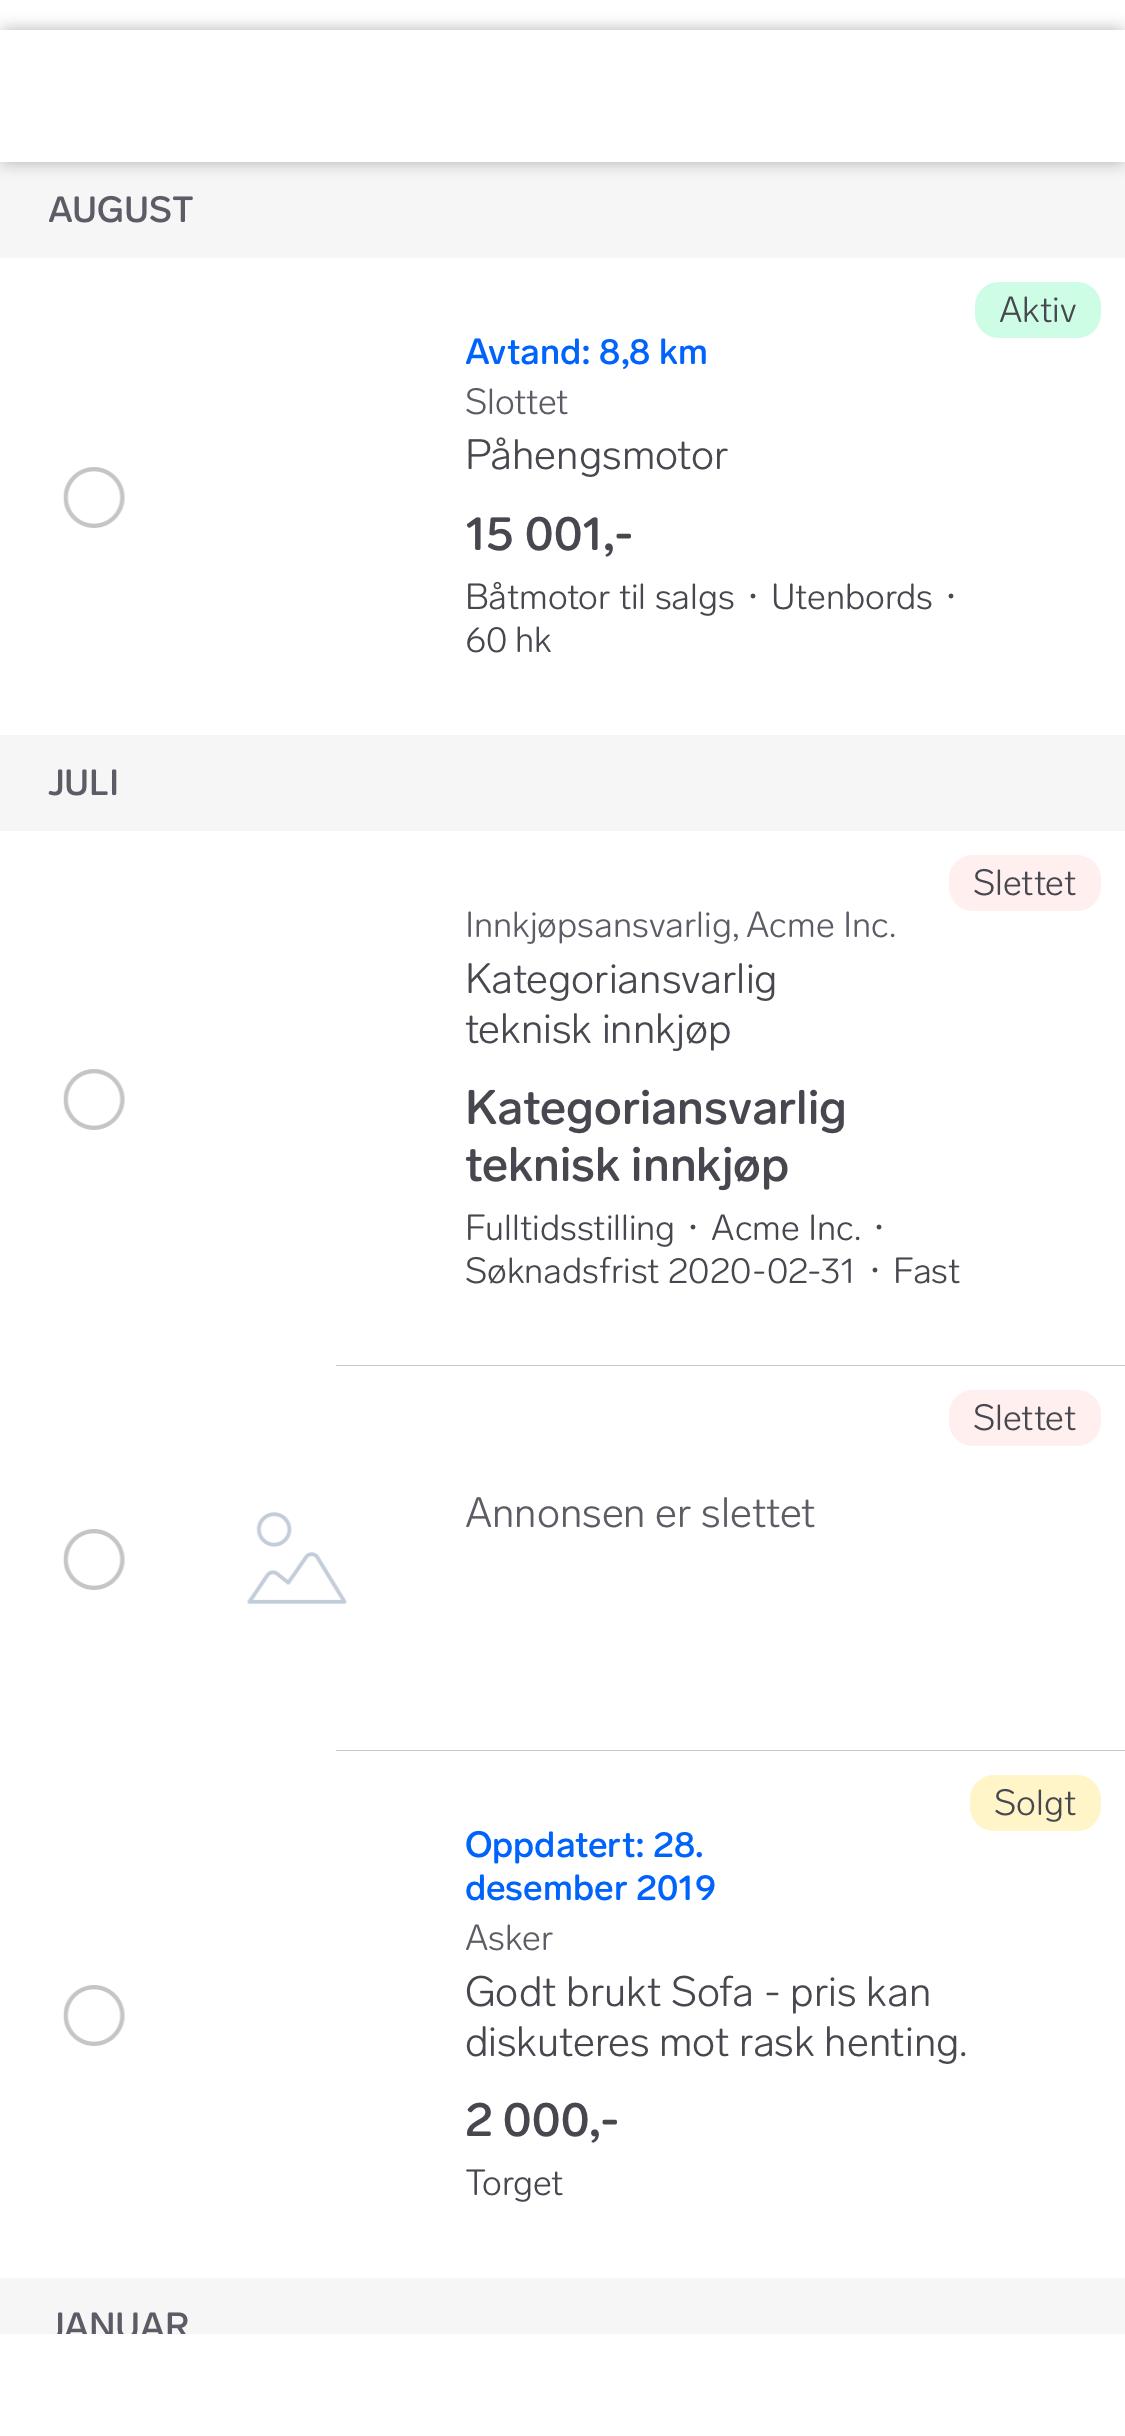 AUGUST
Aktiv
Avtand: 8,8 km
Slottet
Påhengsmotor
15 001,-
Båtmotor til salgs ・ Utenbords ・
60 hk
JULI
Slettet
Innkjøpsansvarlig, Acme Inc.
Kategoriansvarlig
teknisk innkjøp
Kategoriansvarlig
teknisk innkjøp
Fulltidsstilling ・ Acme Inc. ・
Søknadsfrist 2020-02-31 ・ Fast
Slettet
Annonsen er slettet
Solgt
Oppdatert: 28.
desember 2019
Asker
Godt brukt Sofa - pris kan
diskuteres mot rask henting.
2 000,-
Torget
JANUAR